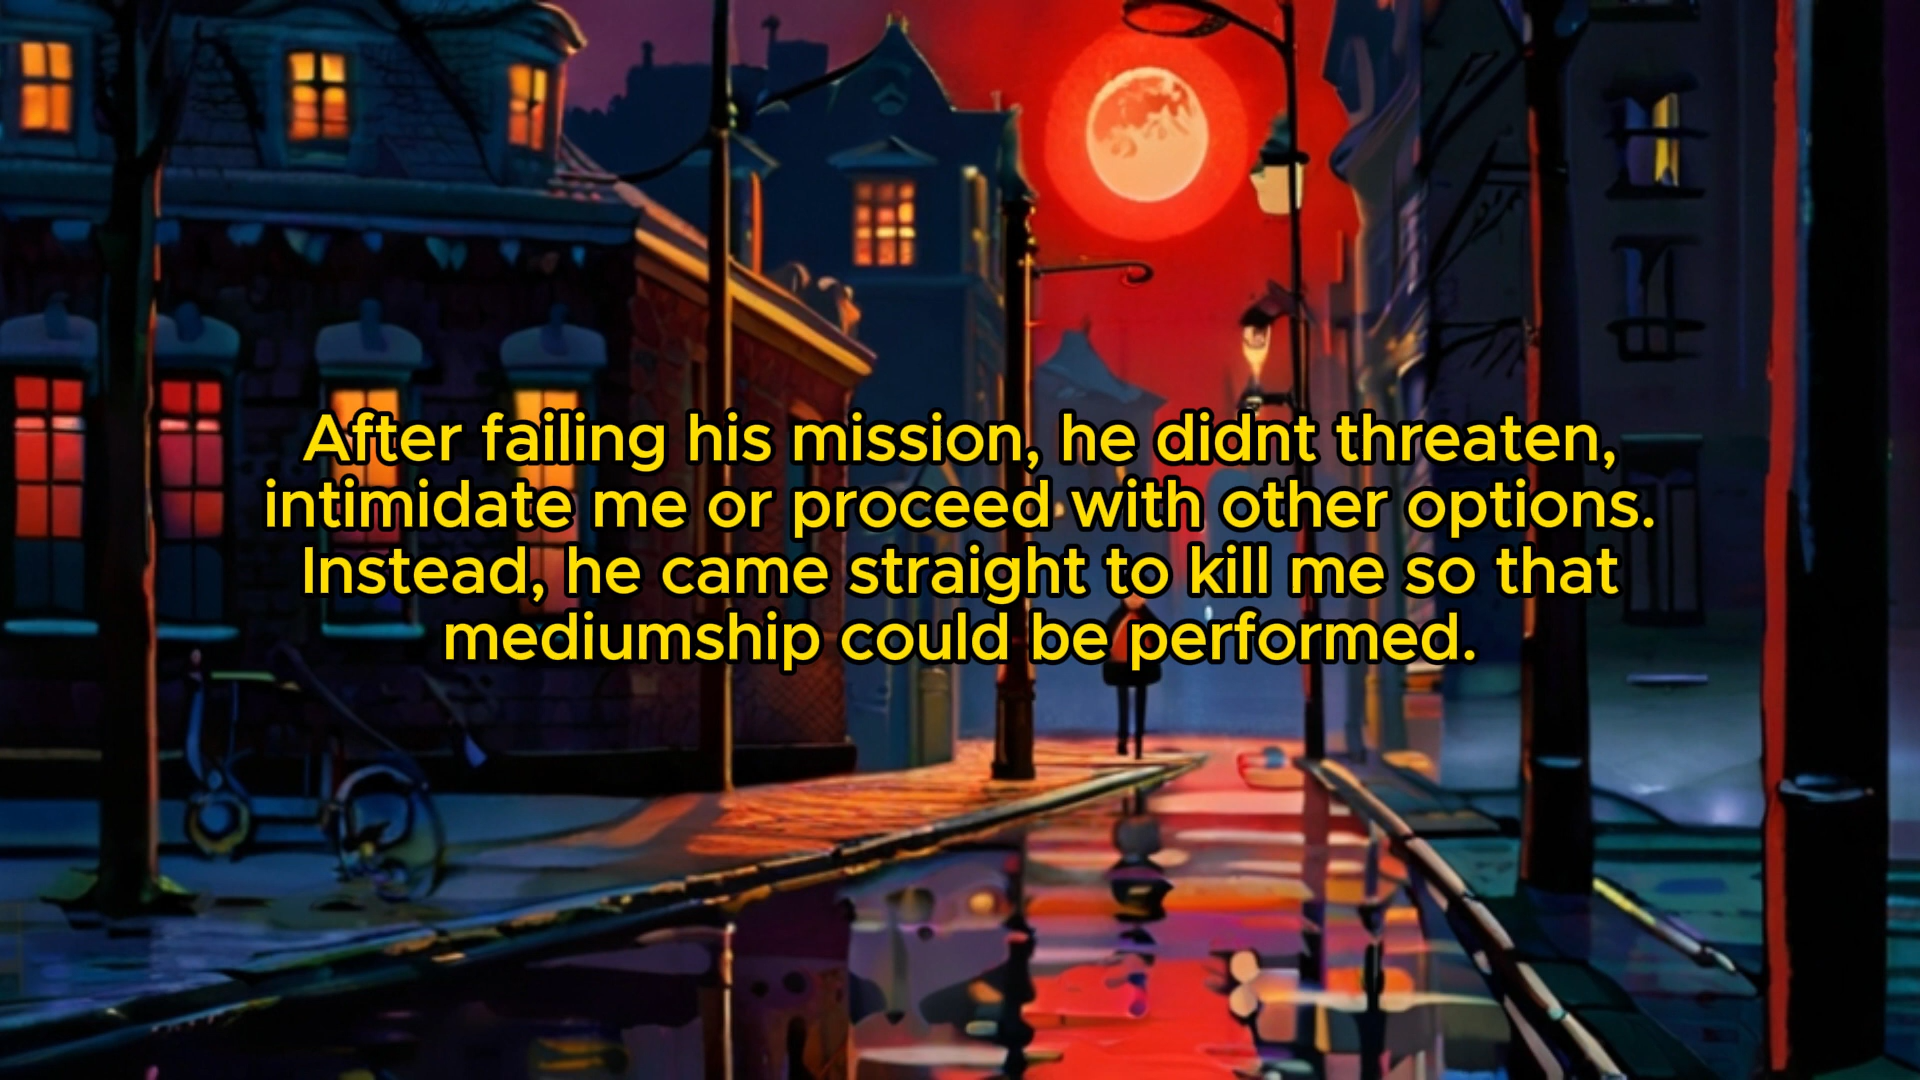 After failing his mission, he didnt threaten,
intimidate me or proceed with other options.
Instead, he came straight to kill me so that
mediumship could be performed.